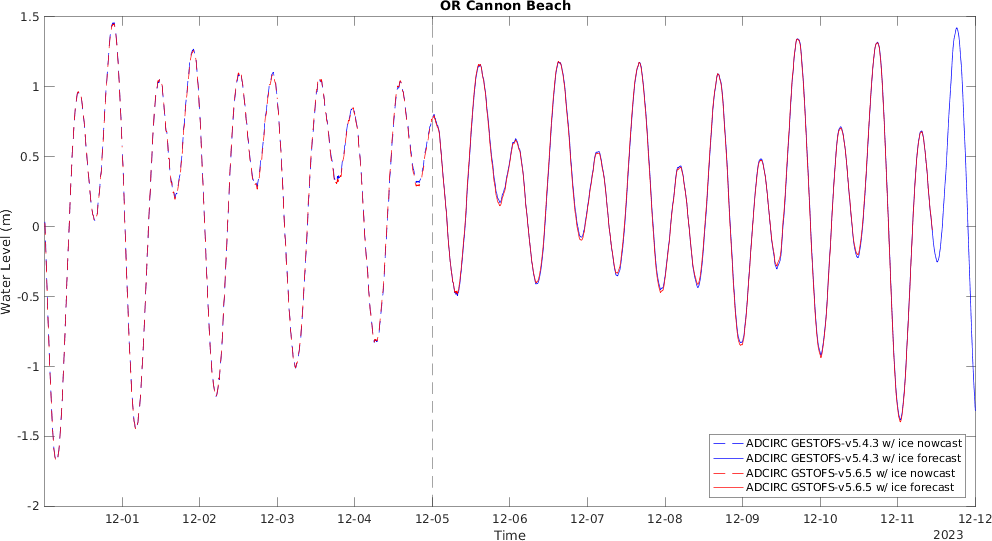 OR Cannon Beach
1.5
1
0.5
0
-0.5
-1
-1.5
-2
Water Level (m)
ADCIRC GESTOFS-v5.4.3 w/ ice nowcast
ADCIRC GESTOFS-v5.4.3 w/ ice forecast
ADCIRC GSTOFS-v5.6.5 w/ ice nowcast
ADCIRC GSTOFS-v5.6.5 w/ ice forecast
12-01 12-02 12-03 12-04 12-05 12-06 12-07 12-08 12-09 12-10 12-11 12-12
Time
2023